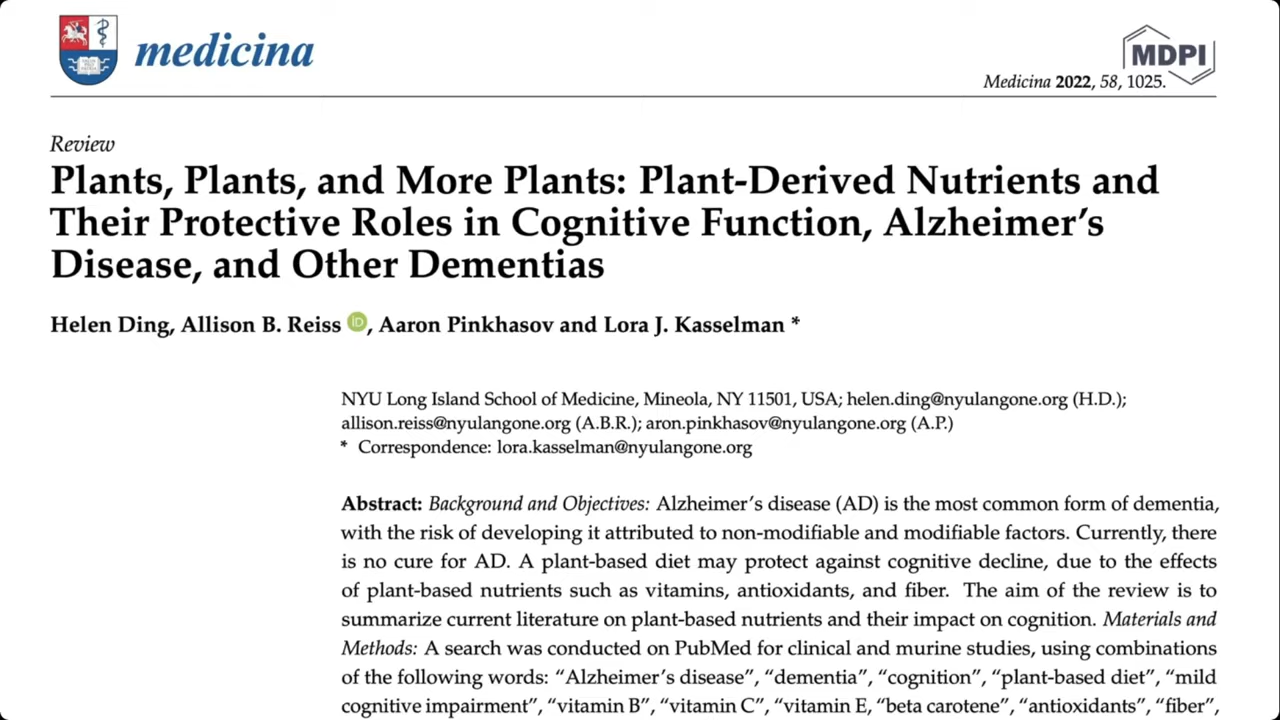 medicina
MDPI
Medicina 2022, 58, 1025.
Review
Plants, Plants, and More Plants: Plant-Derived Nutrients and
Their Protective Roles in Cognitive Function, Alzheimer’s
Disease, and Other Dementias
Helen Ding, Allison B. Reiss iD, Aaron Pinkhasov and Lora J. Kasselman *
NYU Long Island School of Medicine, Mineola, NY 11501, USA; helen.ding@nyulangone.org (H.D.);
allison.reiss@nyulangone.org (A.B.R.); aron.pinkhasov@nyulangone.org (A.P.)
* Correspondence: lora.kasselman@nyulangone.org
Abstract: Background and Objectives: Alzheimer’s disease (AD) is the most common form of dementia,
with the risk of developing it attributed to non-modifiable and modifiable factors. Currently, there
is no cure for AD. A plant-based diet may protect against cognitive decline, due to the effects
of plant-based nutrients such as vitamins, antioxidants, and fiber. The aim of the review is to
summarize current literature on plant-based nutrients and their impact on cognition. Materials and
Methods: A search was conducted on PubMed for clinical and murine studies, using combinations
of the following words: “Alzheimer’s disease”, “dementia”, “cognition”, “plant-based diet”, “mild
cognitive impairment”, “vitamin B”, “vitamin C”, “vitamin E, “beta carotene”, “antioxidants”, “fiber”,